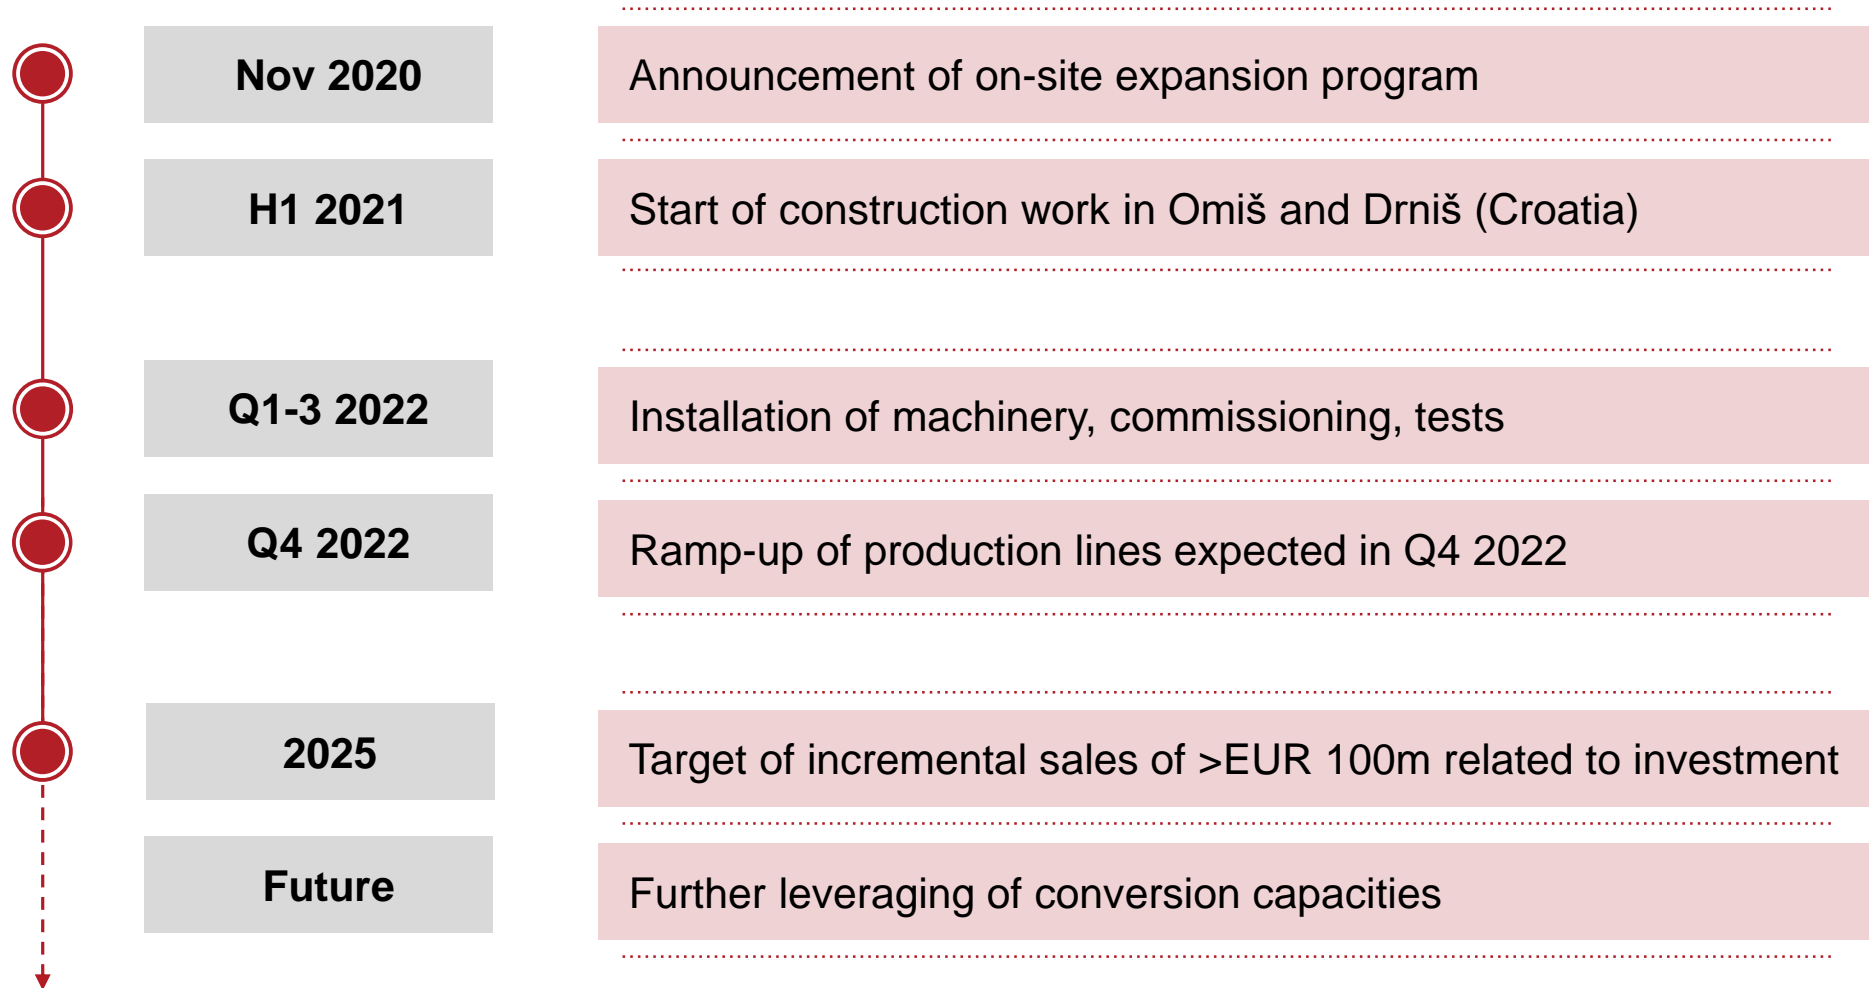 Nov 2020
Announcement of on-site expansion program
H1 2021
Start of construction work in Omiš and Drniš (Croatia)
Q1-3 2022
Installation of machinery, commissioning, tests
Q4 2022
Ramp-up of production lines expected in Q4 2022
2025
Target of incremental sales of >EUR 100m related to investment
Future
Further leveraging of conversion capacities